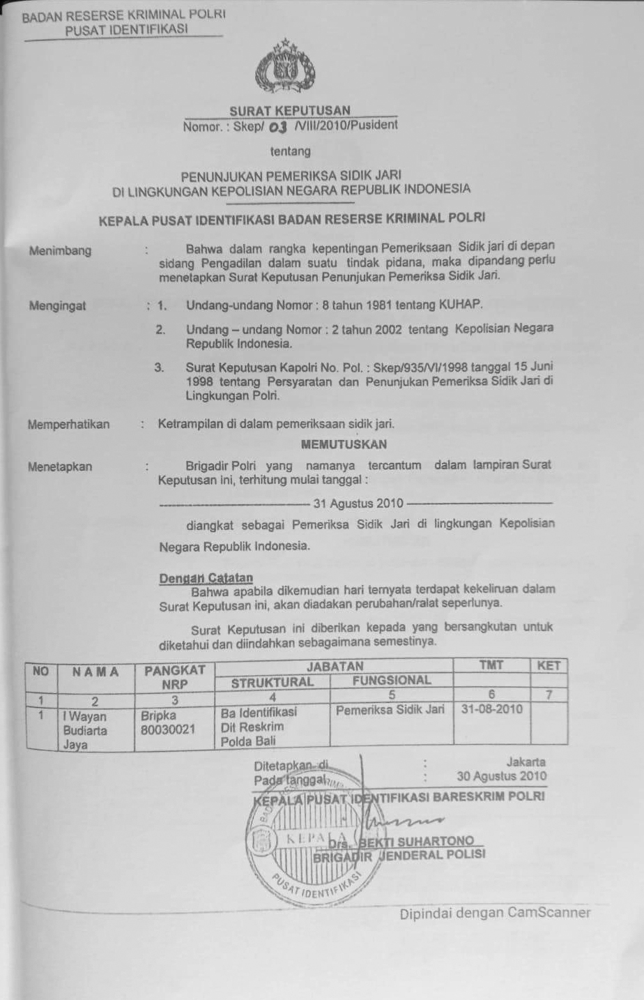 BADAN RESERSE KRIMINAL POLRI
PUSAT IDENTIFIKASI
SURAT KEPUTUSAN
Nomor. : Skep/ 03 /VIII/2010/Pusident
tentang
PENUNJUKAN PEMERIKSA SIDIK JARI
DI LINGKUNGAN KEPOLISIAN NEGARA REPUBLIK INDONESIA
KEPALA PUSAT IDENTIFIKASI BADAN RESERSE KRIMINAL POLRI
Menimbang : Bahwa dalam rangka kepentingan Pemeriksaan Sidik jari di depan
sidang Pengadilan dalam suatu tindak pidana, maka dipandang perlu
menetapkan Surat Keputusan Penunjukan Pemeriksa Sidik Jari.
Mengingat : 1. Undang-undang Nomor : 8 tahun 1981 tentang KUHAP.
2. Undang – undang Nomor : 2 tahun 2002 tentang Kepolisian Negara
Republik Indonesia.
3. Surat Keputusan Kapolri No. Pol. : Skep/935/VI/1998 tanggal 15 Juni
1998 tentang Persyaratan dan Penunjukan Pemeriksa Sidik Jari di
Lingkungan Polri.
Memperhatikan : Ketrampilan di dalam pemeriksaan sidik jari.
MEMUTUSKAN
Menetapkan : Brigadir Polri yang namanya tercantum dalam lampiran Surat
Keputusan ini, terhitung mulai tanggal :
31 Agustus 2010
diangkat sebagai Pemeriksa Sidik Jari di lingkungan Kepolisian
Negara Republik Indonesia.
Dengan Catatan
Bahwa apabila dikemudian hari ternyata terdapat kekeliruan dalam
Surat Keputusan ini, akan diadakan perubahan/ralat seperlunya.
Surat Keputusan ini diberikan kepada yang bersangkutan untuk
diketahui dan diindahkan sebagaimana semestinya.
NO N A M A PANGKAT NRP JABATAN TMT KET
STRUKTURAL FUNGSIONAL
1 2 3 4 5 6 7
1 I Wayan Bripka Ba Identifikasi Pemeriksa Sidik Jari 31-08-2010
Budiarta 80030021 Dit Reskrim
Jaya Polda Bali
Ditetapkan di : Jakarta
Pada tanggal : 30 Agustus 2010
KEPALA PUSAT IDENTIFIKASI BARESKRIM POLRI
KEPALA
Drs. BEKTI SUHARTONO
BRIGADIR JENDERAL POLISI
PUSAT IDENTIFIKASI
Dipindai dengan CamScanner